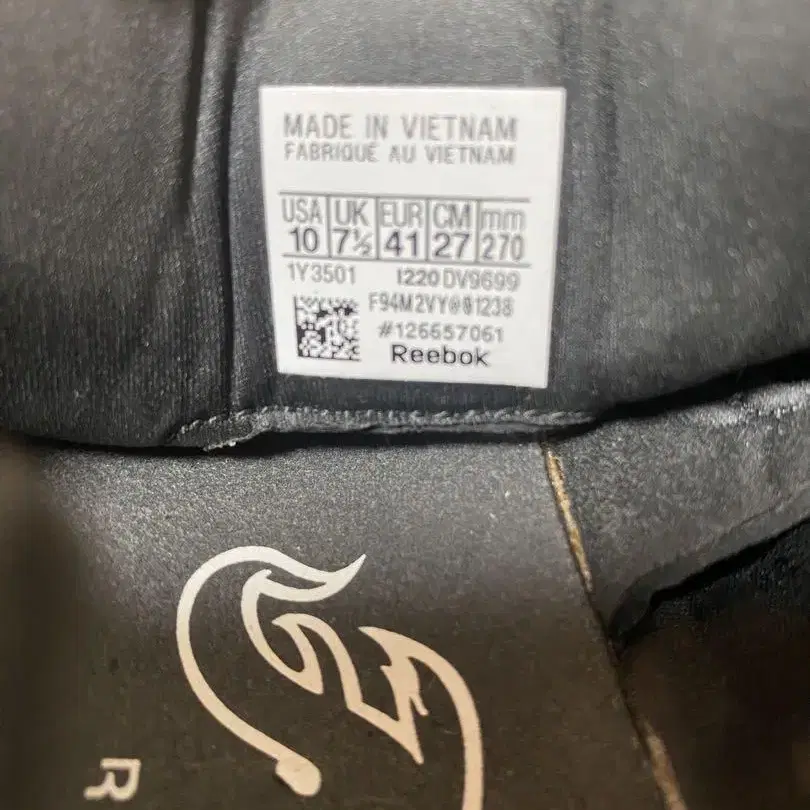 MADE IN VIETNAM
FABRIQUÉ AU VIETNAM
USA UK EUR CM mm
10 7½ 41 27 270
1Y3501 I220 DV9699
F94M2VY@01238
#126657061
Reebok
R